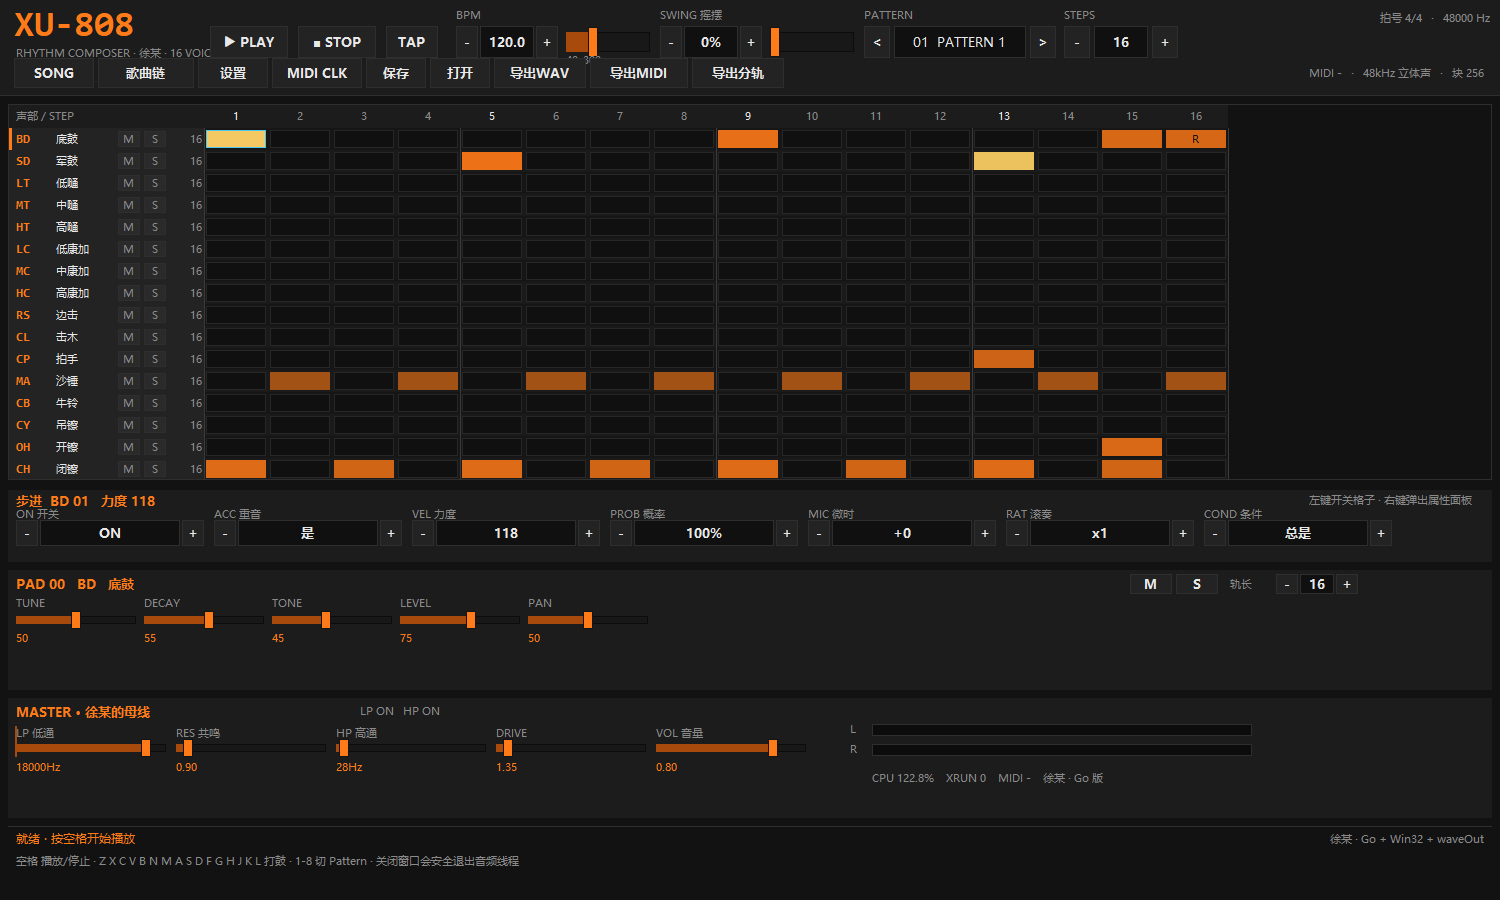 XU-808
RHYTHM COMPOSER · 徐某 · 16 VOIC
▶ PLAY
■ STOP
TAP
BPM
- 120.0 +
SWING 摇摆
- 0% +
PATTERN
< 01 PATTERN 1 >
STEPS
- 16 +
拍号 4/4 · 48000 Hz
SONG 歌曲链 设置 MIDI CLK 保存 打开 导出WAV 导出MIDI 导出分轨
MIDI - · 48kHz 立体声 · 块 256
声部 / STEP 1 2 3 4 5 6 7 8 9 10 11 12 13 14 15 16
BD 底鼓 M S 16 R
SD 军鼓 M S 16
LT 低嗵 M S 16
MT 中嗵 M S 16
HT 高嗵 M S 16
LC 低康加 M S 16
MC 中康加 M S 16
HC 高康加 M S 16
RS 边击 M S 16
CL 击木 M S 16
CP 拍手 M S 16
MA 沙锤 M S 16
CB 牛铃 M S 16
CY 吊镲 M S 16
OH 开镲 M S 16
CH 闭镲 M S 16
步进 BD 01 力度 118
左键开关格子 · 右键弹出属性面板
ON 开关 ACC 重音 VEL 力度 PROB 概率 MIC 微时 RAT 滚奏 COND 条件
- ON + - 是 + - 118 + - 100% + - +0 + - x1 + - 总是 +
PAD 00 BD 底鼓
M S 轨长 - 16 +
TUNE DECAY TONE LEVEL PAN
50 55 45 75 50
MASTER • 徐某的母线
LP ON HP ON
LP 低通 RES 共鸣 HP 高通 DRIVE VOL 音量
18000Hz 0.90 28Hz 1.35 0.80
L
R
CPU 122.8% XRUN 0 MIDI - 徐某 · Go 版
就绪 · 按空格开始播放
徐某 · Go + Win32 + waveOut
空格 播放/停止 · Z X C V B N M A S D F G H J K L 打鼓 · 1-8 切 Pattern · 关闭窗口会安全退出音频线程